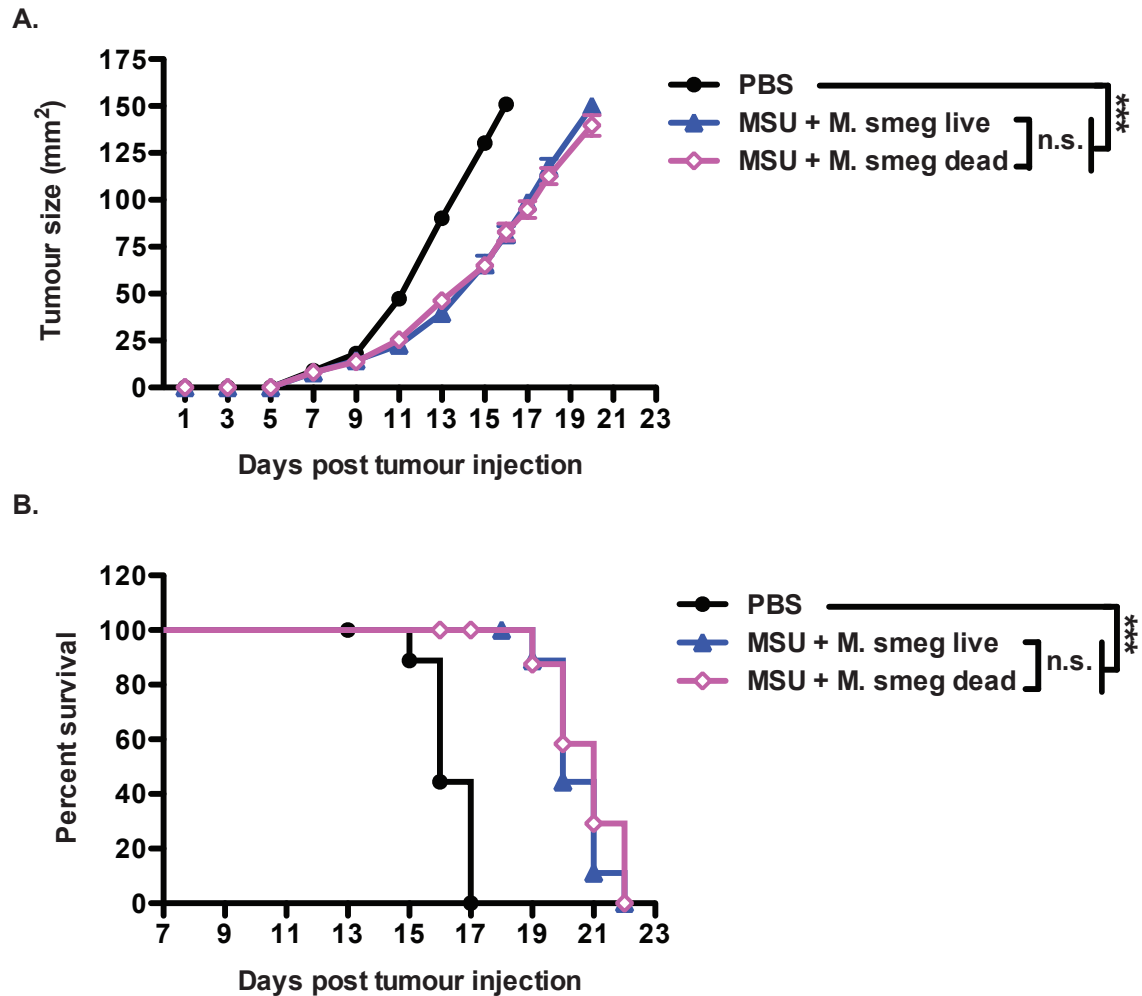 A.
175
150
125
100
75
50
25
0
Tumour size (mm²)
1 3 5 7 9 11 13 15 17 19 21 23
Days post tumour injection
PBS
MSU + M. smeg live
MSU + M. smeg dead
n.s.
***
B.
120
100
80
60
40
20
0
Percent survival
7 9 11 13 15 17 19 21 23
Days post tumour injection
PBS
MSU + M. smeg live
MSU + M. smeg dead
n.s.
***